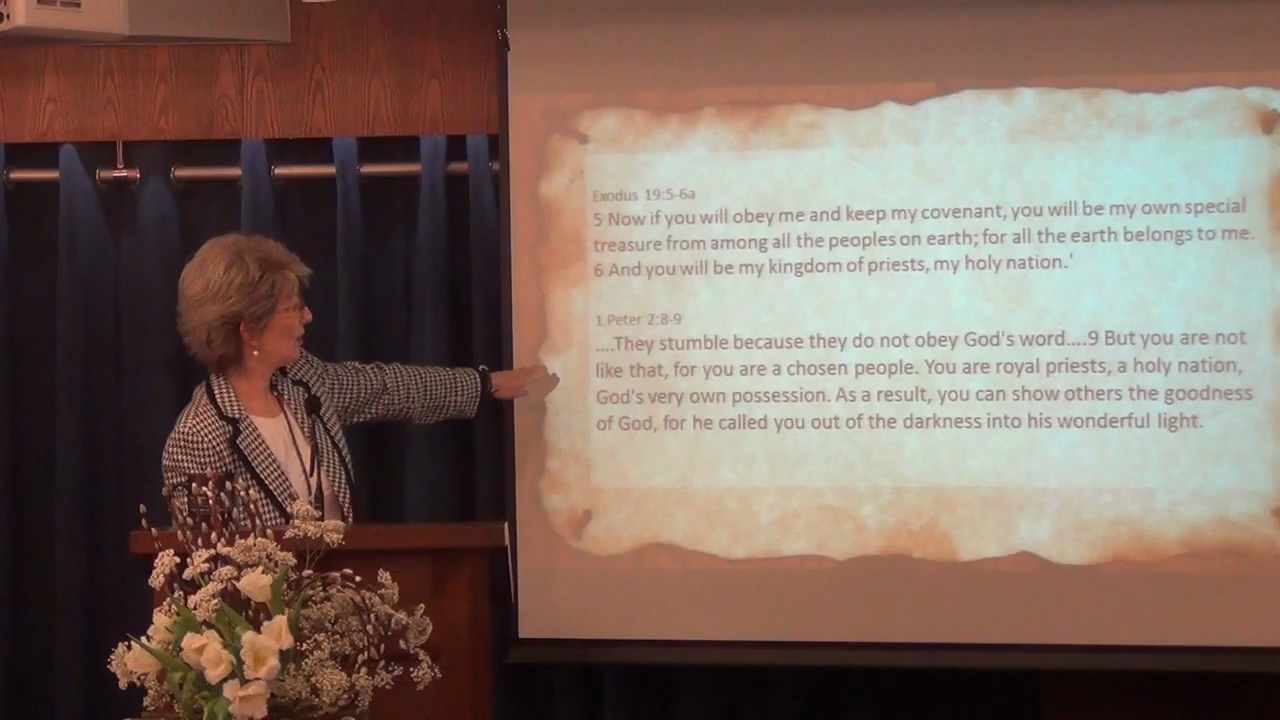 Exodus 19:5-6a
5 Now if you will obey me and keep my covenant, you will be my own special
treasure from among all the peoples on earth; for all the earth belongs to me.
6 And you will be my kingdom of priests, my holy nation.'
1 Peter 2:8-9
....They stumble because they do not obey God's word....9 But you are not
like that, for you are a chosen people. You are royal priests, a holy nation,
God's very own possession. As a result, you can show others the goodness
of God, for he called you out of the darkness into his wonderful light.